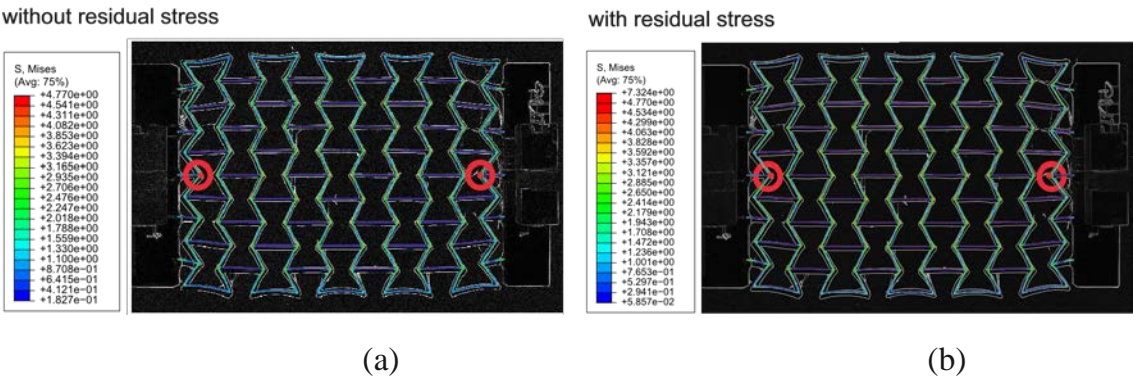 without residual stress
S, Mises
(Avg: 75%)
+4.770e+00
+4.541e+00
+4.311e+00
+4.082e+00
+3.853e+00
+3.623e+00
+3.394e+00
+3.165e+00
+2.935e+00
+2.706e+00
+2.476e+00
+2.247e+00
+2.018e+00
+1.788e+00
+1.559e+00
+1.330e+00
+1.100e+00
+8.708e-01
+6.415e-01
+4.121e-01
+1.827e-01
(a)
with residual stress
S, Mises
(Avg: 75%)
+7.324e+00
+4.770e+00
+4.534e+00
+4.299e+00
+4.063e+00
+3.828e+00
+3.592e+00
+3.357e+00
+3.121e+00
+2.885e+00
+2.650e+00
+2.414e+00
+2.179e+00
+1.943e+00
+1.708e+00
+1.472e+00
+1.236e+00
+1.001e+00
+7.653e-01
+5.297e-01
+2.941e-01
+5.857e-02
(b)